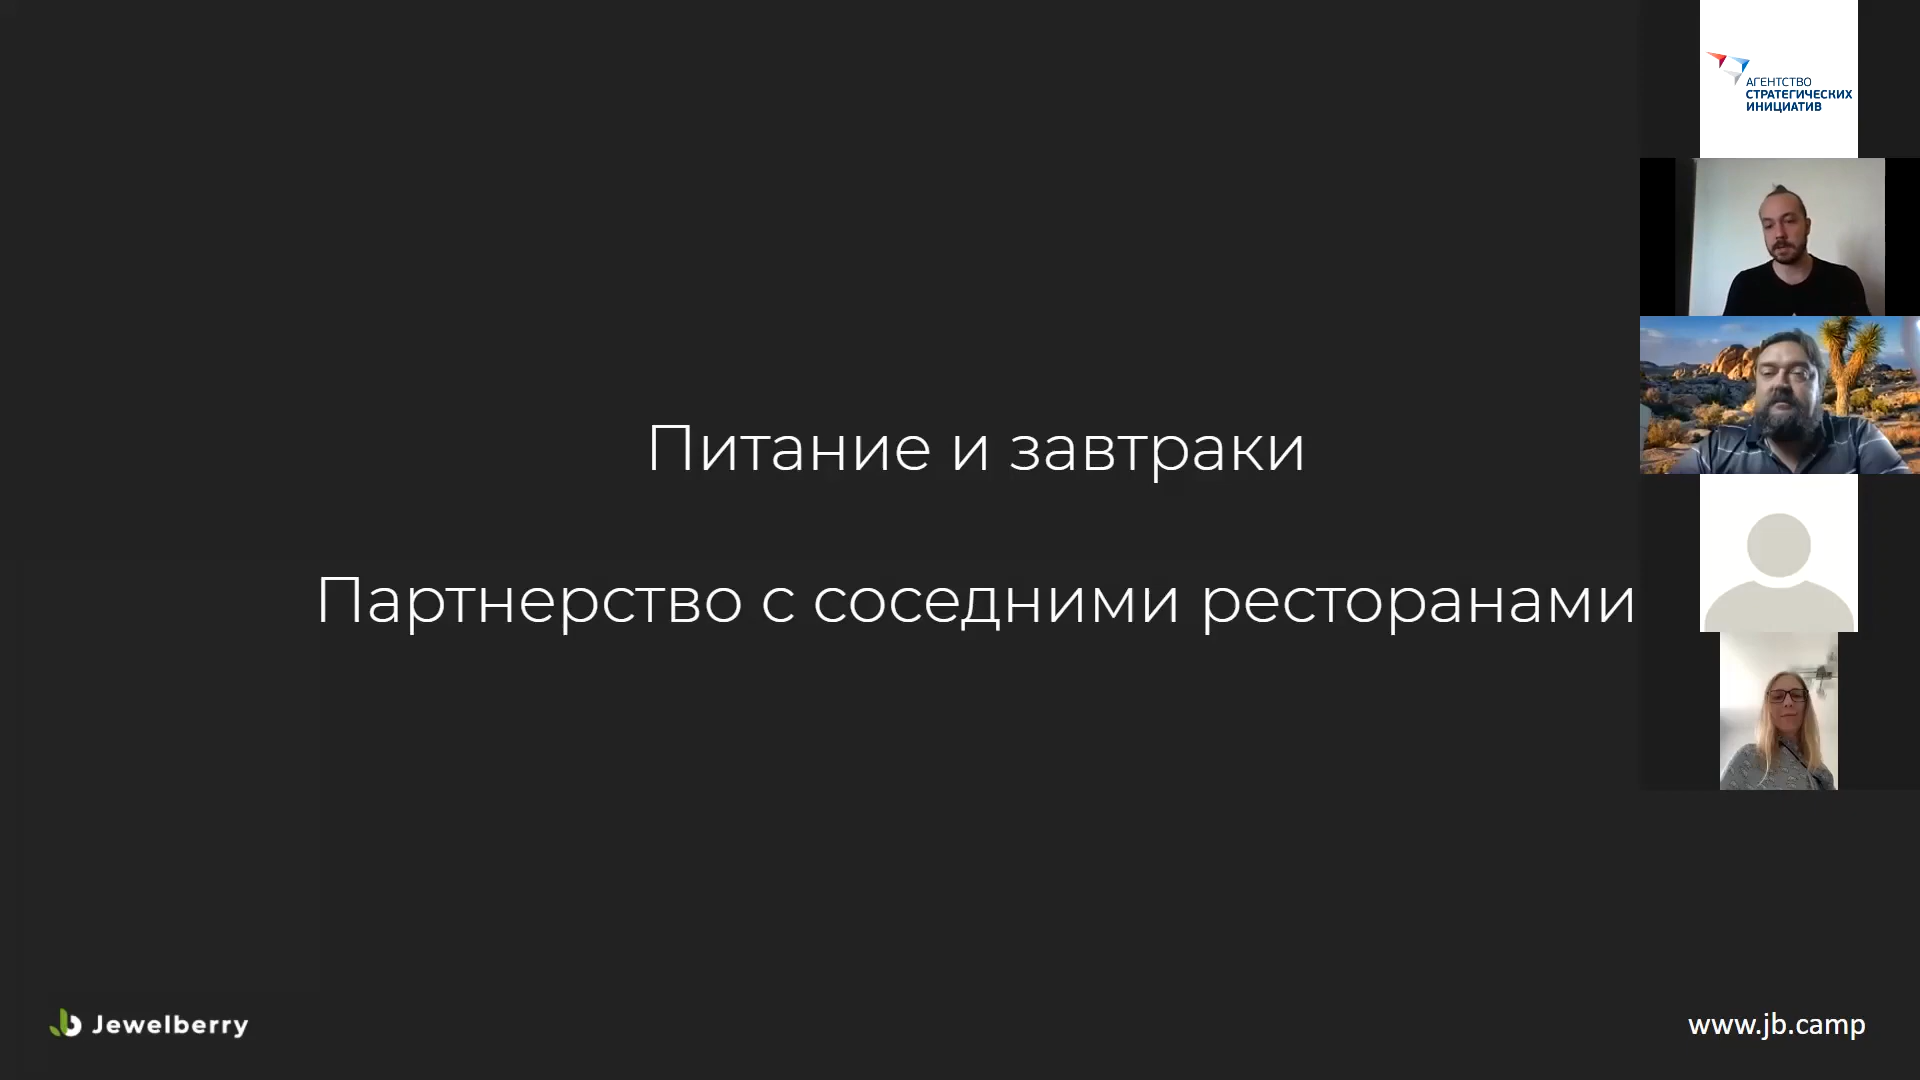 АГЕНТСТВО
СТРАТЕГИЧЕСКИХ
ИНИЦИАТИВ
Питание и завтраки
Партнерство с соседними ресторанами
Jewelberry
www.jb.camp